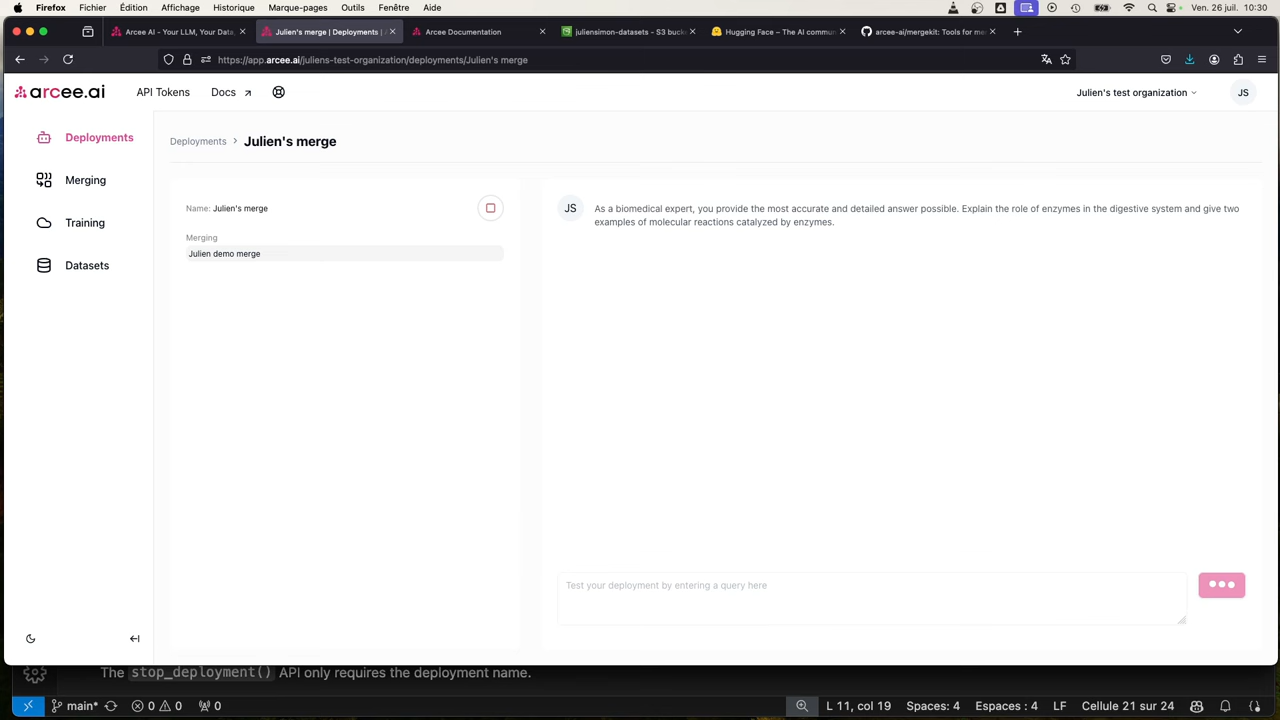 Firefox Fichier Édition Affichage Historique Marque-pages Outils Fenêtre Aide Ven. 26 juil. 10:30
Arcee AI - Your LLM, Your Data, Julien's merge | Deployments | Arcee Documentation juliensimon-datasets - S3 buck Hugging Face – The AI commun arcee-ai/mergekit: Tools for me
https://app.arcee.ai/juliens-test-organization/deployments/Julien's merge
arcee.ai API Tokens Docs Julien's test organization JS
Deployments
Merging
Training
Datasets
Deployments > Julien's merge
Name: Julien's merge
Merging
Julien demo merge
JS As a biomedical expert, you provide the most accurate and detailed answer possible. Explain the role of enzymes in the digestive system and give two
examples of molecular reactions catalyzed by enzymes.
Test your deployment by entering a query here
The stop_deployment() API only requires the deployment name.
main* 0 0 0 L 11, col 19 Espaces : 4 Spaces: 4 LF Cellule 21 sur 24